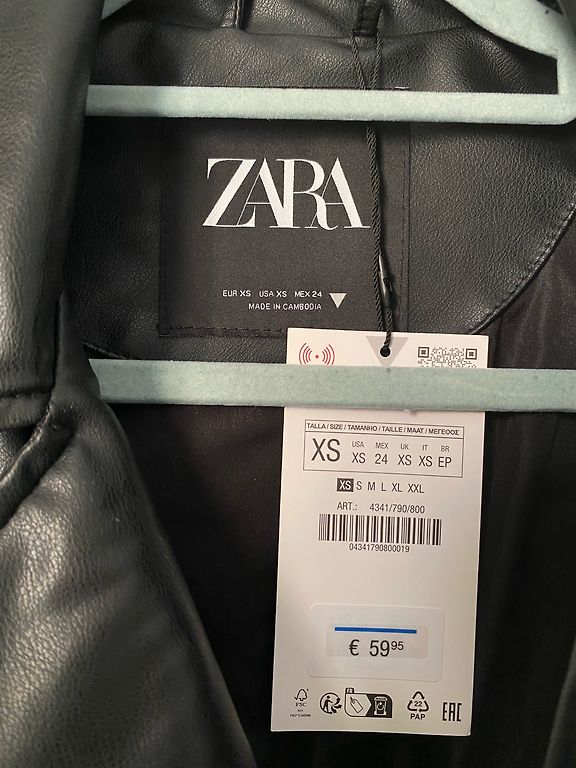 ZARA
EUR XS USA XS MEX 24
MADE IN CAMBODIA
TALLA / SIZE / TAMANHO / TAILLE / MAAT / ΜΕΓΕΘΟΣ
XS
USA MEX UK IT BR
XS 24 XS XS EP
XS S M L XL XXL
ART.: 4341/790/800
04341790800019
€ 5995
FSC
FR
22
PAP
EAC